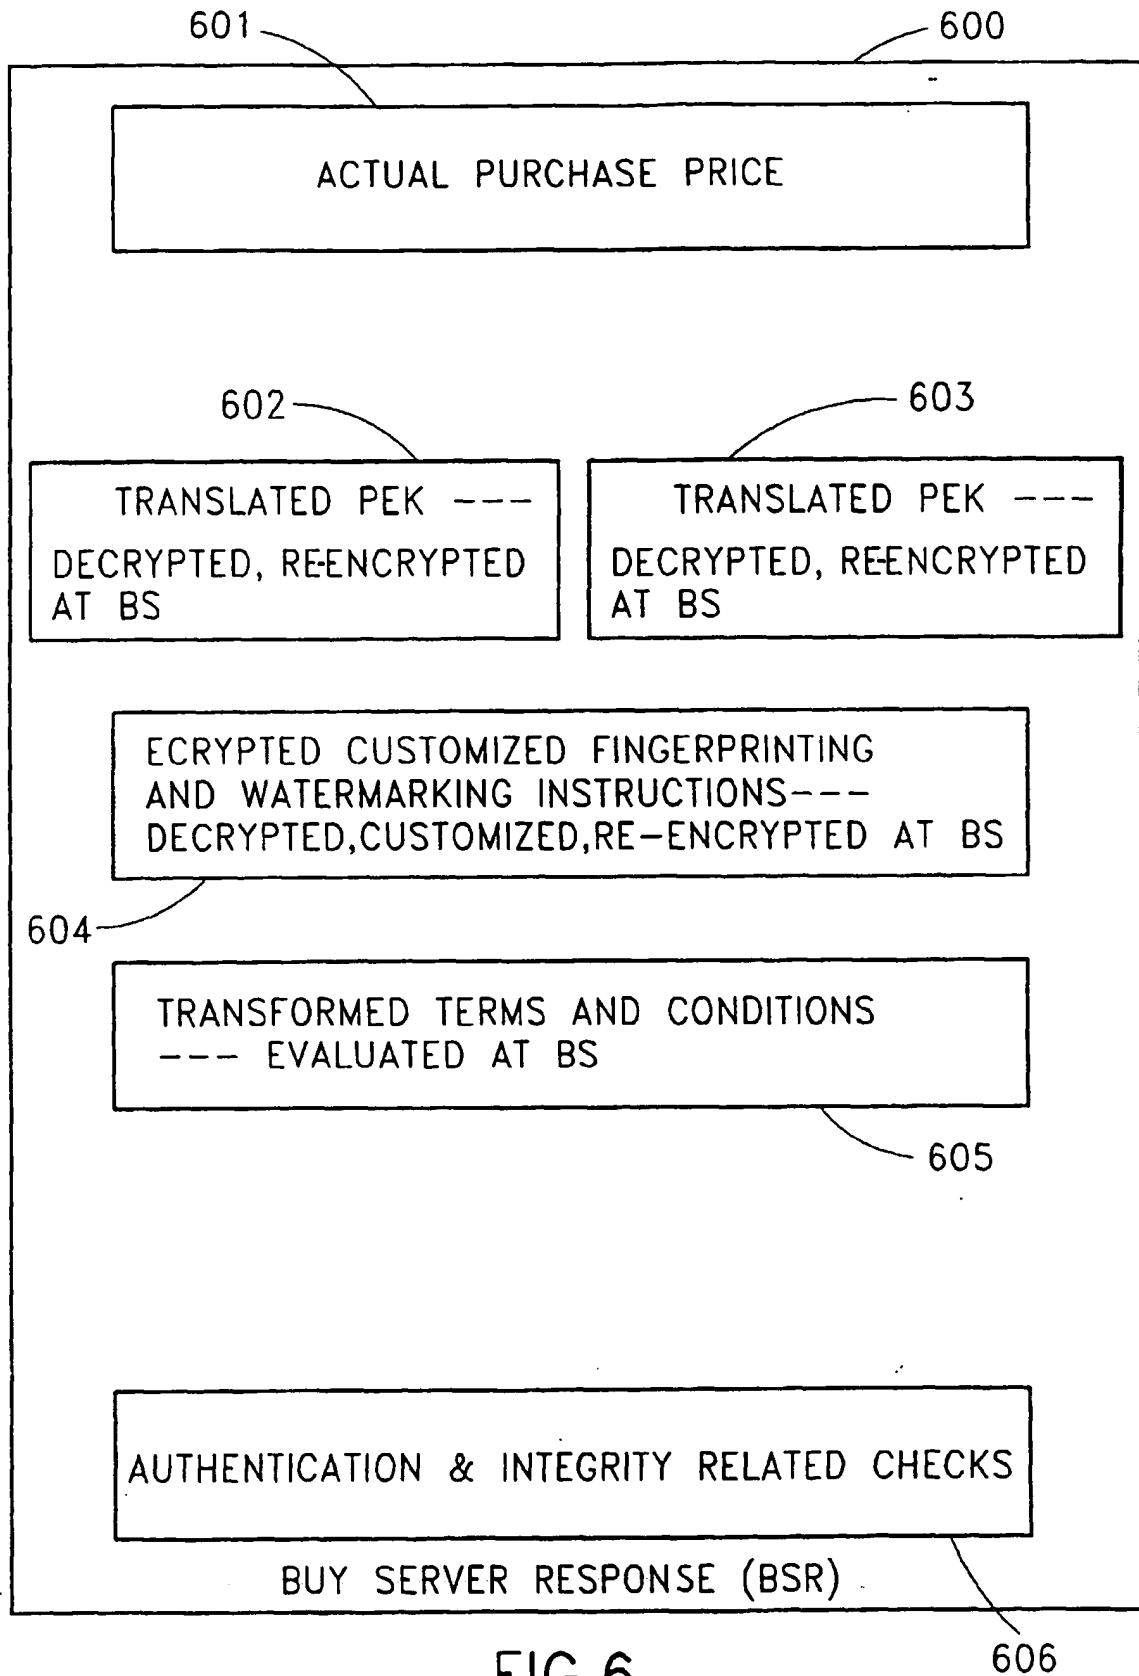 601
600
ACTUAL PURCHASE PRICE
602
603
TRANSLATED PEK ---
DECRYPTED, RE-ENCRYPTED
AT BS
TRANSLATED PEK ---
DECRYPTED, RE-ENCRYPTED
AT BS
ECRYPTED CUSTOMIZED FINGERPRINTING
AND WATERMARKING INSTRUCTIONS---
DECRYPTED,CUSTOMIZED,RE-ENCRYPTED AT BS
604
TRANSFORMED TERMS AND CONDITIONS
--- EVALUATED AT BS
605
AUTHENTICATION & INTEGRITY RELATED CHECKS
BUY SERVER RESPONSE (BSR)
606
FIG.6